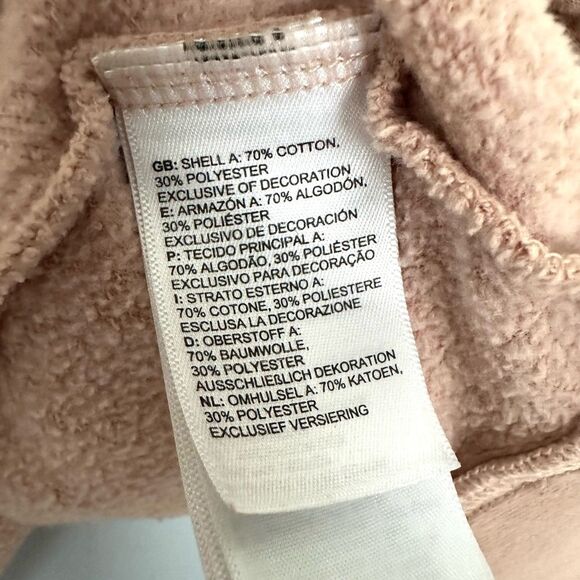 GB: SHELL A: 70% COTTON,
30% POLYESTER
EXCLUSIVE OF DECORATION
E: ARMAZÓN A: 70% ALGODÓN,
30% POLIÉSTER
EXCLUSIVO DE DECORACIÓN
P: TECIDO PRINCIPAL A:
70% ALGODÃO, 30% POLIÉSTER
EXCLUSIVO PARA DECORAÇÃO
I: STRATO ESTERNO A:
70% COTONE, 30% POLIESTERE
ESCLUSA LA DECORAZIONE
D: OBERSTOFF A:
70% BAUMWOLLE,
30% POLYESTER
AUSSCHLIEßLICH DEKORATION
NL: OMHULSEL A: 70% KATOEN,
30% POLYESTER
EXCLUSIEF VERSIERING